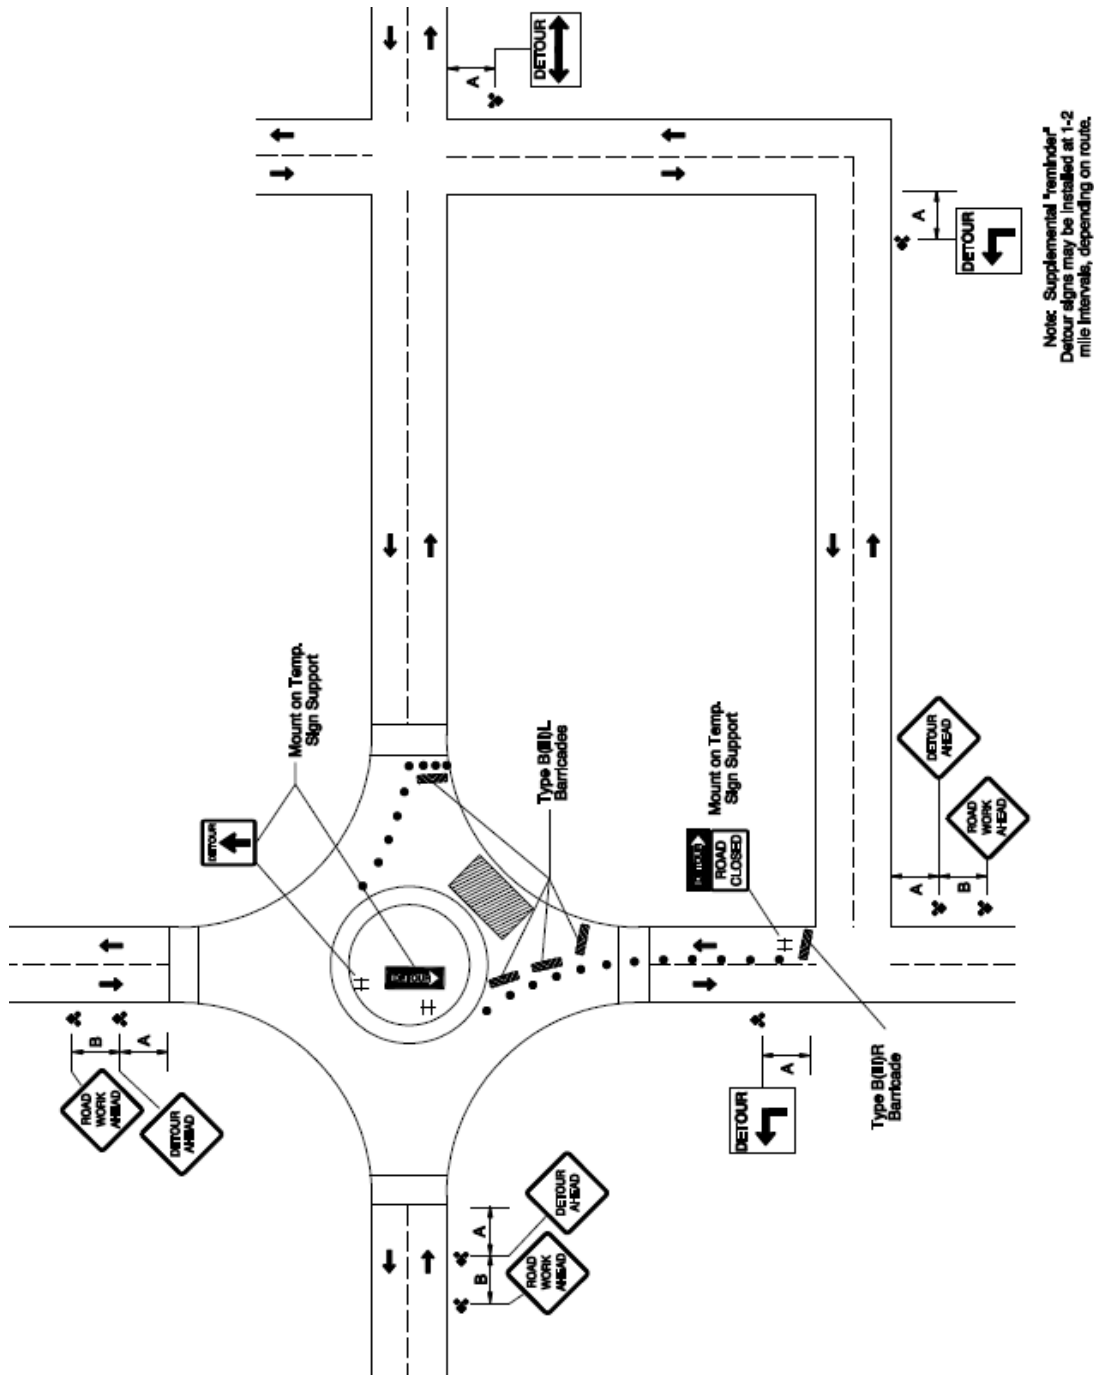 DETOUR
A
Note: Supplemental "reminder"
Detour signs may be installed at 1-2
mile intervals, depending on route.
A
DETOUR
Mount on Temp.
Sign Support
DETOUR
Type B(III)L
Barricades
Mount on Temp.
Sign Support
DETOUR
ROAD
CLOSED
DETOUR
AHEAD
ROAD
WORK
AHEAD
A
B
DETOUR
B
A
ROAD
WORK
AHEAD
DETOUR
AHEAD
A
DETOUR
Type B(III)R
Barricade
A
B
DETOUR
AHEAD
ROAD
WORK
AHEAD